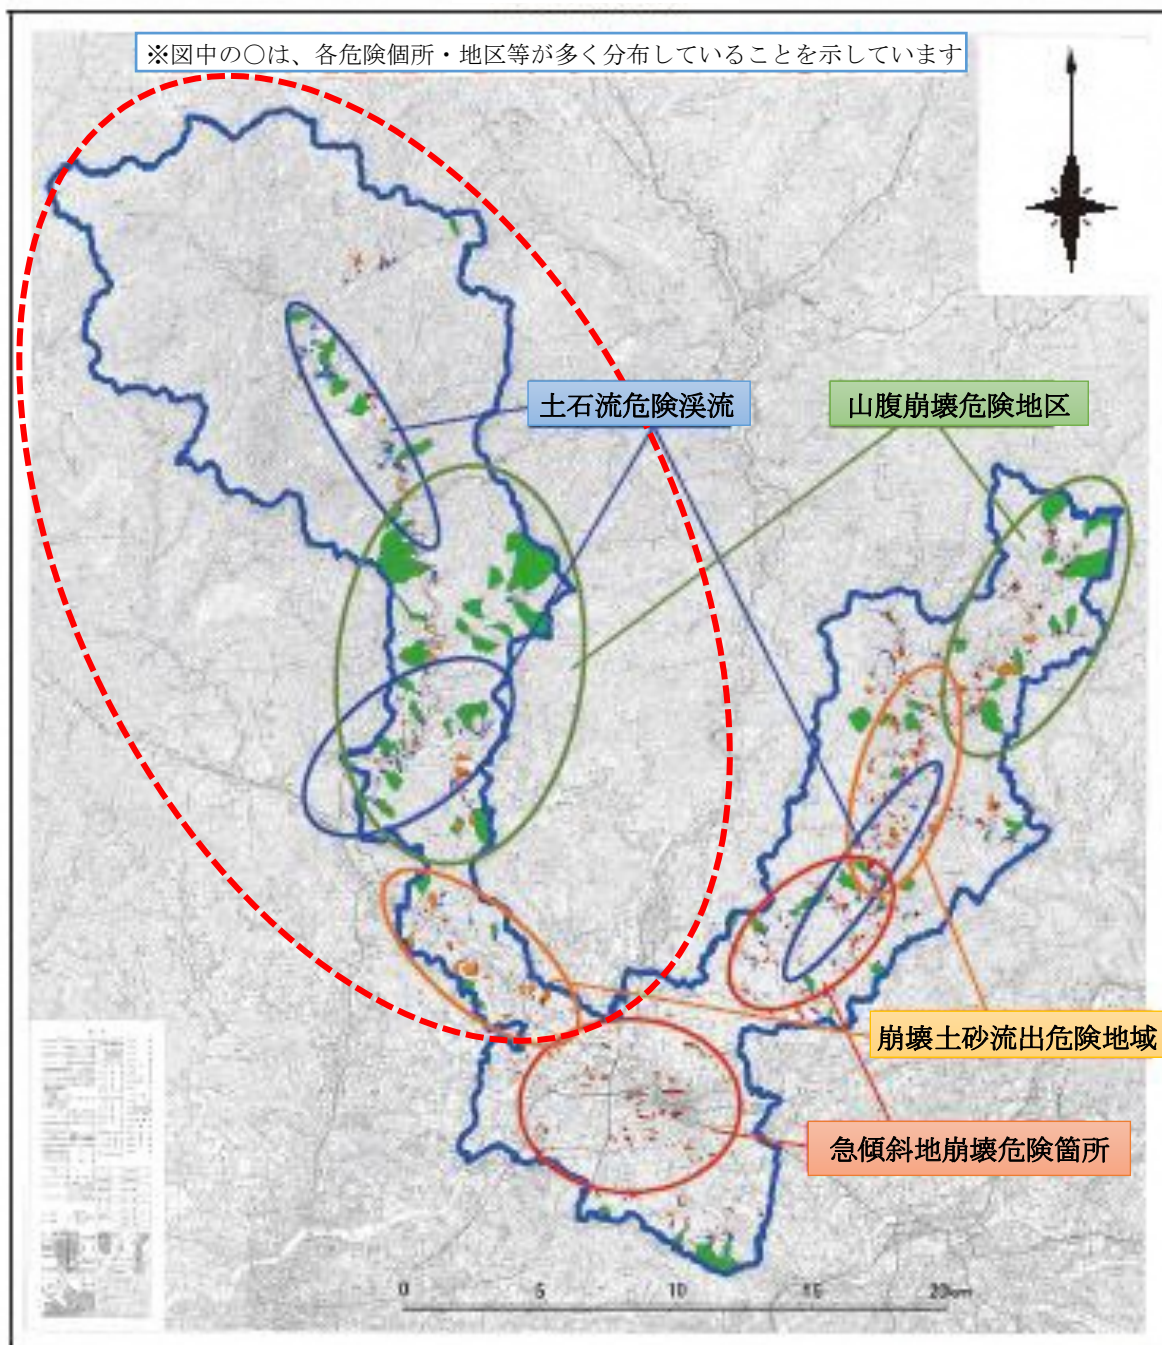 ※図中の〇は、各危険個所・地区等が多く分布していることを示しています
土石流危険渓流
山腹崩壊危険地区
崩壊土砂流出危険地域
急傾斜地崩壊危険箇所
0 5 10 15 20km